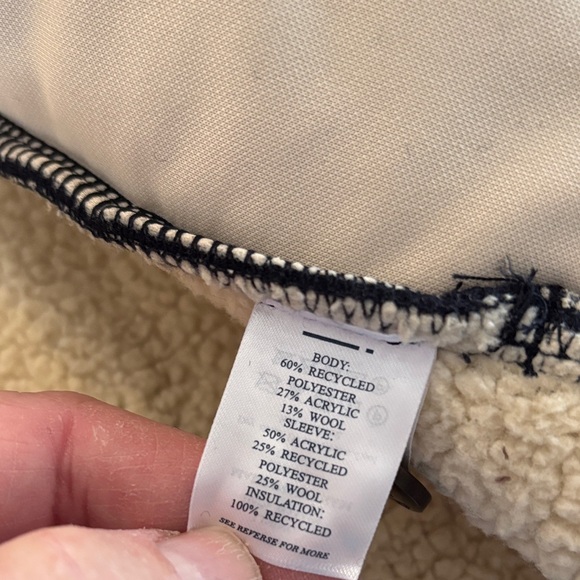 BODY:
60% RECYCLED
POLYESTER
27% ACRYLIC
13% WOOL
SLEEVE:
50% ACRYLIC
25% RECYCLED
POLYESTER
25% WOOL
INSULATION:
100% RECYCLED
SEE REVERSE FOR MORE